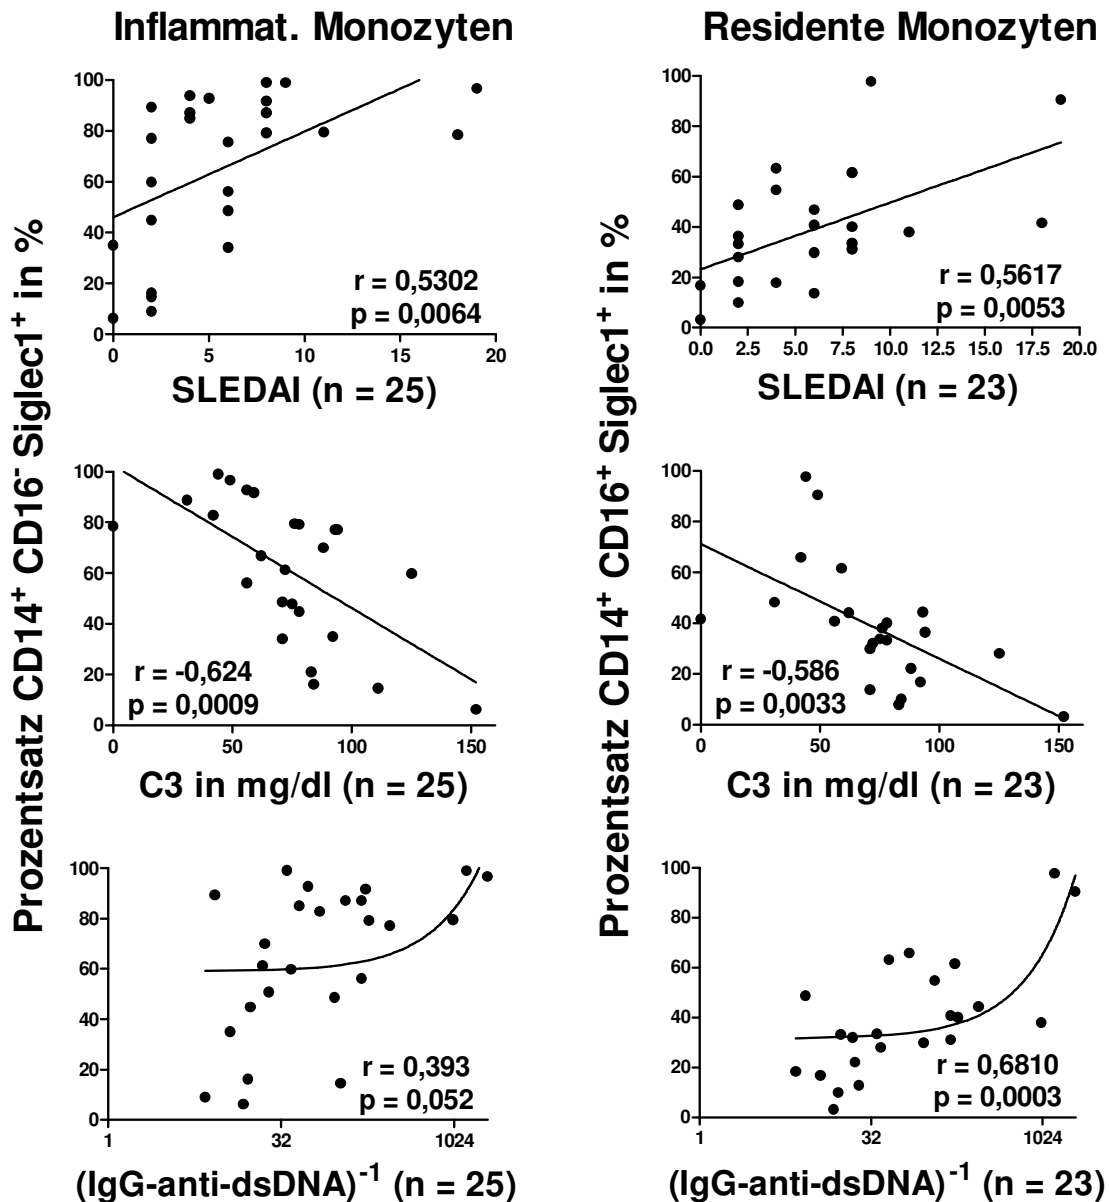 Inflammat. Monozyten
Residente Monozyten
Prozentsatz CD14⁺ CD16⁻ Siglec1⁺ in %
100
80
60
40
20
0
r = 0,5302
p = 0,0064
0 5 10 15 20
SLEDAI (n = 25)
Prozentsatz CD14⁺ CD16⁺ Siglec1⁺ in %
100
80
60
40
20
0
r = 0,5617
p = 0,0053
0.0 2.5 5.0 7.5 10.0 12.5 15.0 17.5 20.0
SLEDAI (n = 23)
100
80
60
40
20
0
r = -0,624
p = 0,0009
0 50 100 150
C3 in mg/dl (n = 25)
100
80
60
40
20
0
r = -0,586
p = 0,0033
0 50 100 150
C3 in mg/dl (n = 23)
100
80
60
40
20
0
r = 0,393
p = 0,052
1 32 1024
(IgG-anti-dsDNA)⁻¹ (n = 25)
100
80
60
40
20
0
r = 0,6810
p = 0,0003
1 32 1024
(IgG-anti-dsDNA)⁻¹ (n = 23)